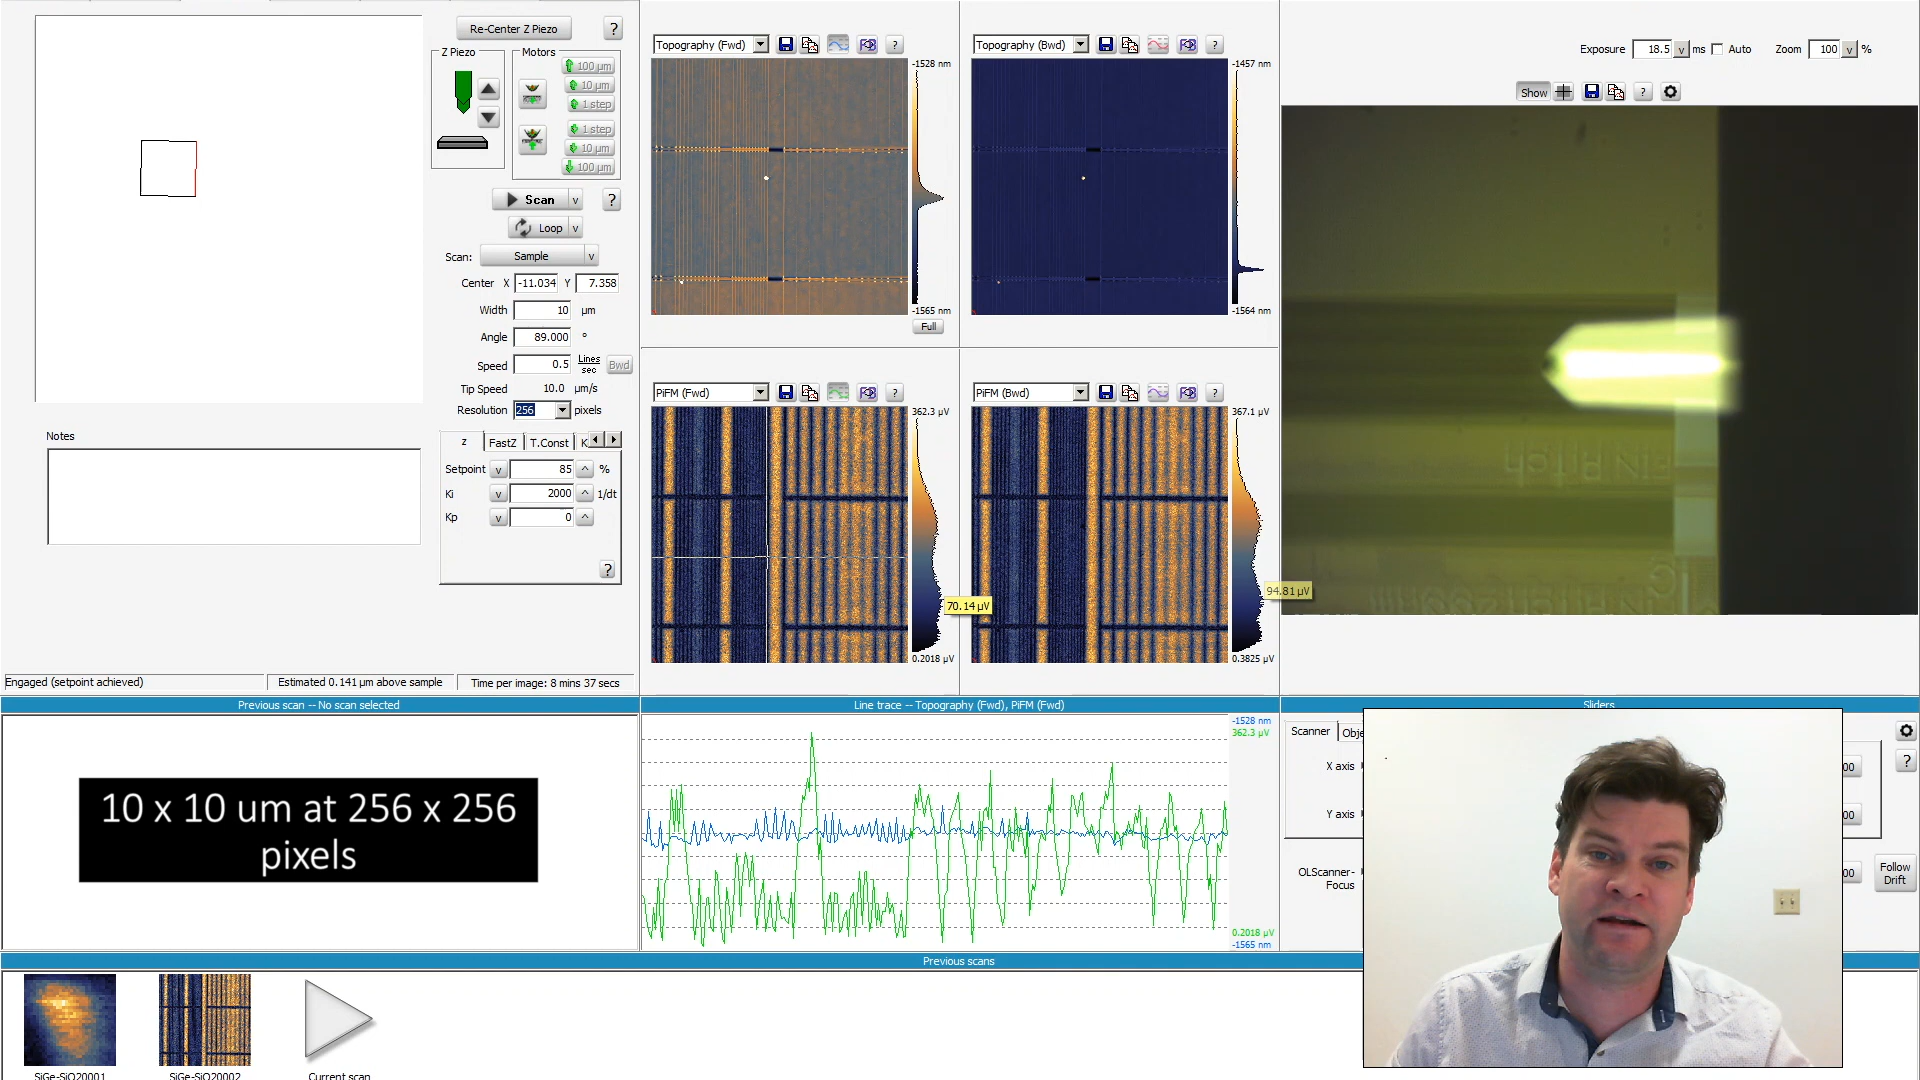 Re-Center Z Piezo
?
Z Piezo
Motors
100 µm
10 µm
1 step
1 step
10 µm
100 µm
Scan v
?
Loop v
Scan: Sample v
Center X -11.034 Y 7.358
Width 10 µm
Angle 89.000 °
Speed 0.5 Lines sec Bwd
Tip Speed 10.0 µm/s
Resolution 256 pixels
z FastZ T.Const K
Setpoint v 85 ^ %
Ki v 2000 ^ 1/dt
Kp v 0 ^
?
Notes
Engaged (setpoint achieved)
Estimated 0.141 µm above sample
Time per image: 8 mins 37 secs
Topography (Fwd)
?
-1528 nm
-1565 nm
Full
Topography (Bwd)
?
-1457 nm
-1564 nm
PiFM (Fwd)
?
362.3 µV
70.14 µV
0.2018 µV
PiFM (Bwd)
?
367.1 µV
94.81 µV
0.3825 µV
Exposure 18.5 v ms Auto Zoom 100 v %
Show
?
Previous scan -- No scan selected
10 x 10 um at 256 x 256
pixels
Line trace -- Topography (Fwd), PiFM (Fwd)
-1528 nm
362.3 µV
0.2018 µV
-1565 nm
Sliders
Scanner Obje
X axis
00
?
Y axis
00
OLScanner-
Focus
00
Follow
Drift
Previous scans
SiGe-SiO20001
SiGe-SiO20002
Current scan